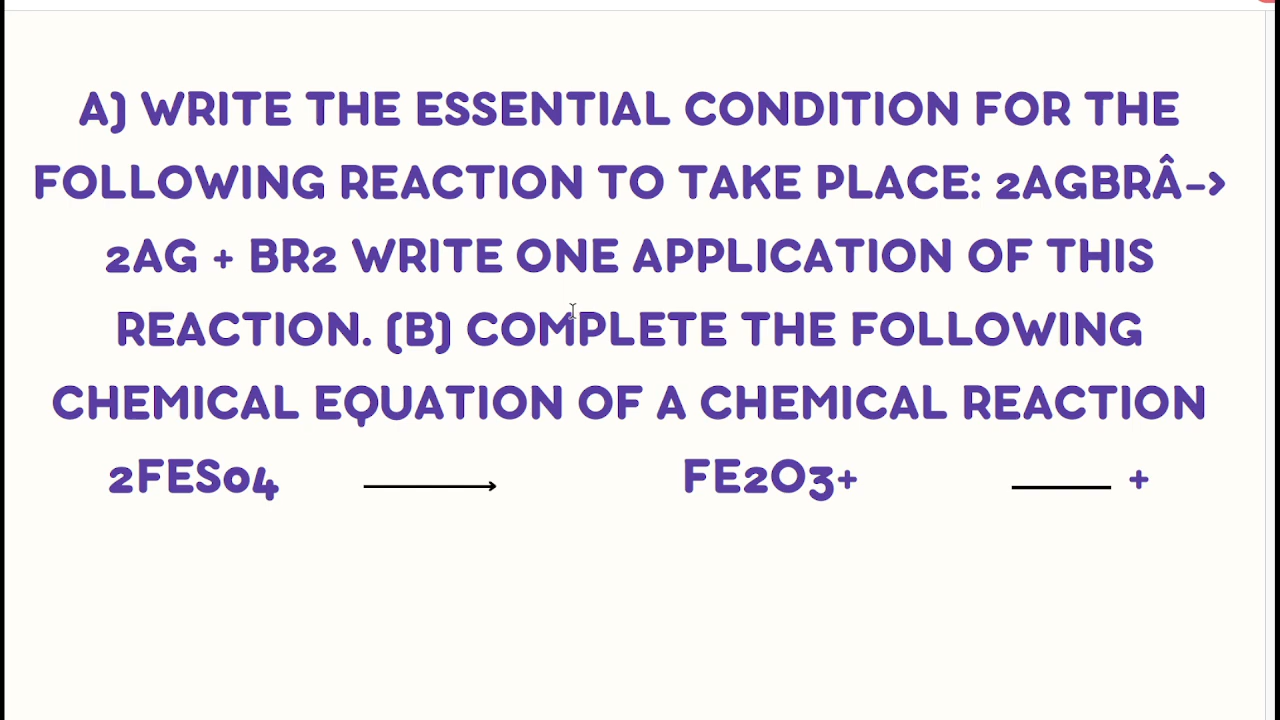 A) WRITE THE ESSENTIAL CONDITION FOR THE
FOLLOWING REACTION TO TAKE PLACE: 2AGBRÂ–>
2AG + BR2 WRITE ONE APPLICATION OF THIS
REACTION. (B) COMPLETE THE FOLLOWING
CHEMICAL EQUATION OF A CHEMICAL REACTION
2FES04 ⟶ FE2O3+ _____ +